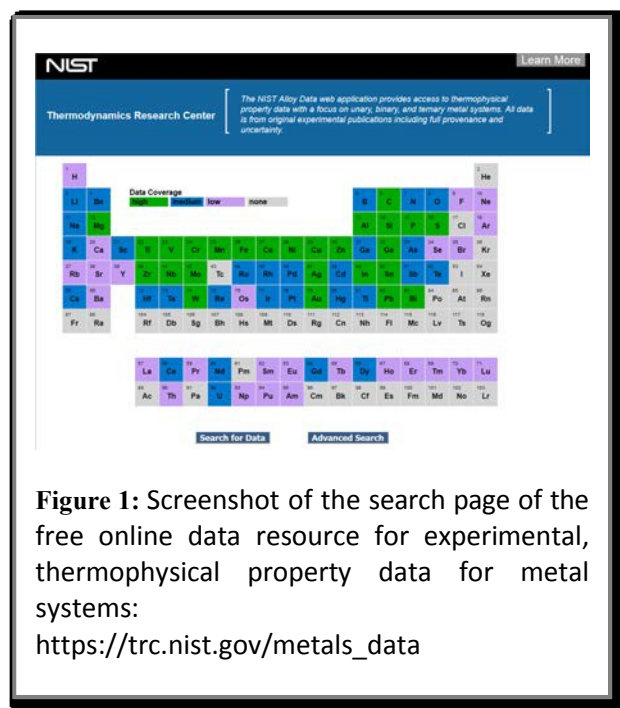 NIST
Learn More
Thermodynamics Research Center
The NIST Alloy Data web application provides access to thermophysical
property data with a focus on unary, binary, and ternary metal systems. All data
is from original experimental publications including full provenance and
uncertainty.
H He
Data Coverage
high medium low none
Li Be B C N O F Ne
Na Mg Al Si P S Cl Ar
K Ca Sc Ti V Cr Mn Fe Co Ni Cu Zn Ga Ge As Se Br Kr
Rb Sr Y Zr Nb Mo Tc Ru Rh Pd Ag Cd In Sn Sb Te I Xe
Cs Ba Hf Ta W Re Os Ir Pt Au Hg Tl Pb Bi Po At Rn
Fr Ra Rf Db Sg Bh Hs Mt Ds Rg Cn Nh Fl Mc Lv Ts Og
La Ce Pr Nd Pm Sm Eu Gd Tb Dy Ho Er Tm Yb Lu
Ac Th Pa U Np Pu Am Cm Bk Cf Es Fm Md No Lr
Search for Data Advanced Search
Figure 1: Screenshot of the search page of the
free online data resource for experimental,
thermophysical property data for metal
systems:
https://trc.nist.gov/metals_data